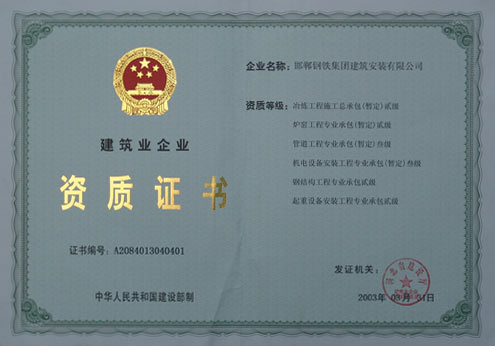 建筑业企业
资质证书
证书编号：A2084013040401
中华人民共和国建设部制
企业名称：邯郸钢铁集团建筑安装有限公司
资质等级：冶炼工程施工总承包(暂定)贰级
炉窑工程专业承包(暂定)贰级
管道工程专业承包(暂定)叁级
机电设备安装工程专业承包(暂定)叁级
钢结构工程专业承包贰级
起重设备安装工程专业承包贰级
发证机关：
河北省建设厅
2003年 月31日